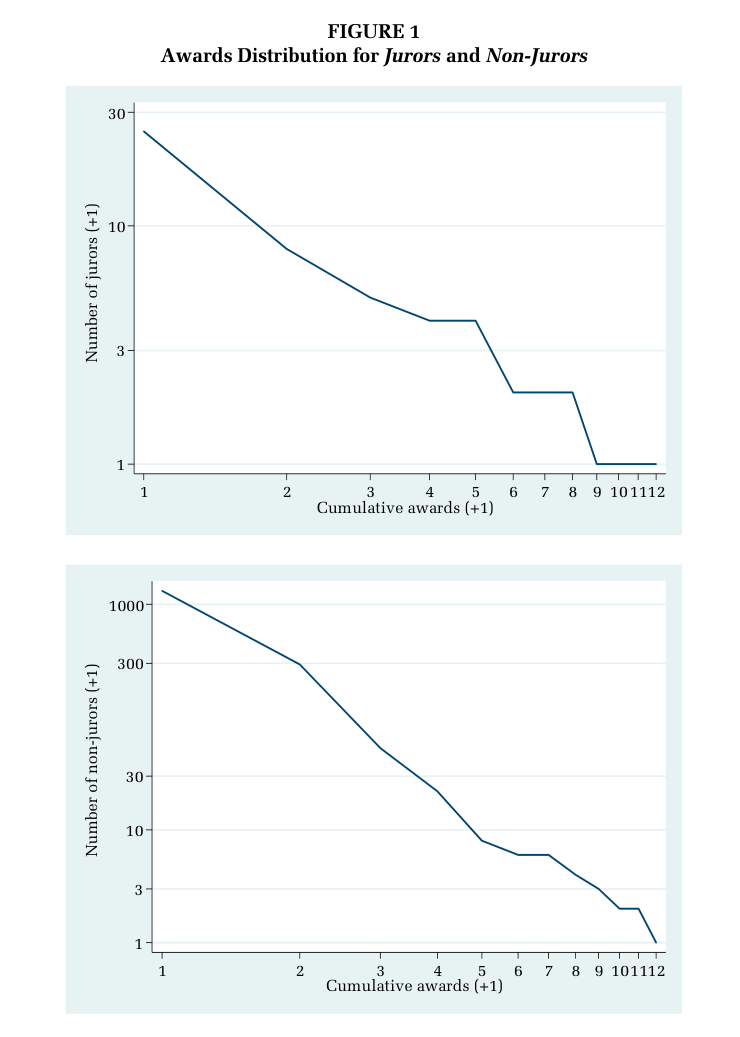 FIGURE 1
Awards Distribution for Jurors and Non-Jurors
Number of jurors (+1)
30
10
3
1
1 2 3 4 5 6 7 8 9 10 11 12
Cumulative awards (+1)
Number of non-jurors (+1)
1000
300
30
10
3
1
1 2 3 4 5 6 7 8 9 10 11 12
Cumulative awards (+1)